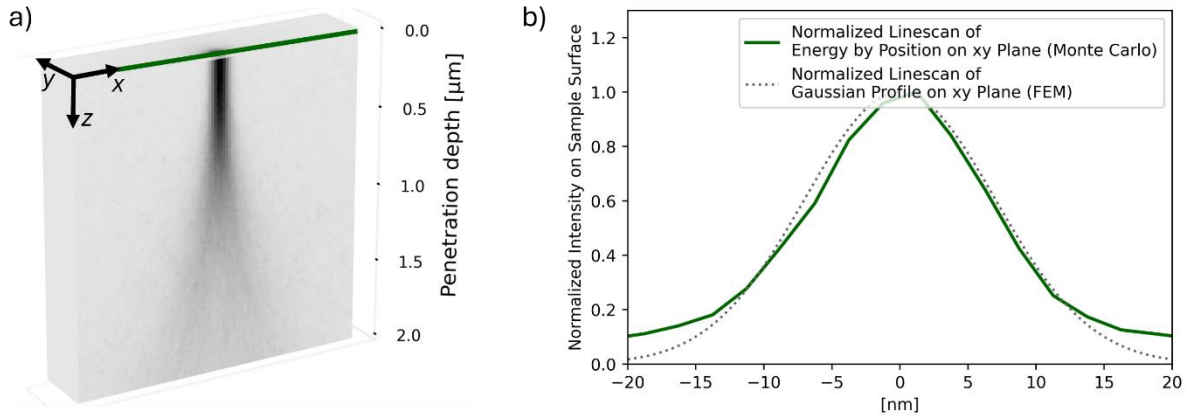 a)
y
x
z
0.0
0.5
1.0
1.5
2.0
Penetration depth [µm]
b)
Normalized Intensity on Sample Surface
1.2
1.0
0.8
0.6
0.4
0.2
0.0
Normalized Linescan of
Energy by Position on xy Plane (Monte Carlo)
Normalized Linescan of
Gaussian Profile on xy Plane (FEM)
−20 −15 −10 −5 0 5 10 15 20
[nm]